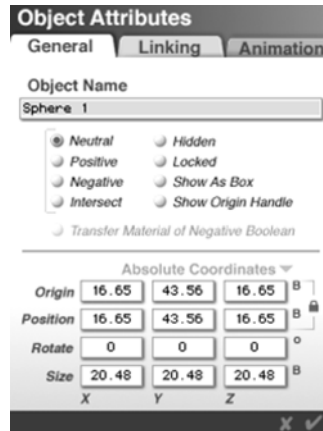 Object Attributes
General Linking Animation
Object Name
Sphere 1
Neutral Hidden
Positive Locked
Negative Show As Box
Intersect Show Origin Handle
Transfer Material of Negative Boolean
Absolute Coordinates
Origin 16.65 43.56 16.65 B
Position 16.65 43.56 16.65 B
Rotate 0 0 0 °
Size 20.48 20.48 20.48 B
X Y Z